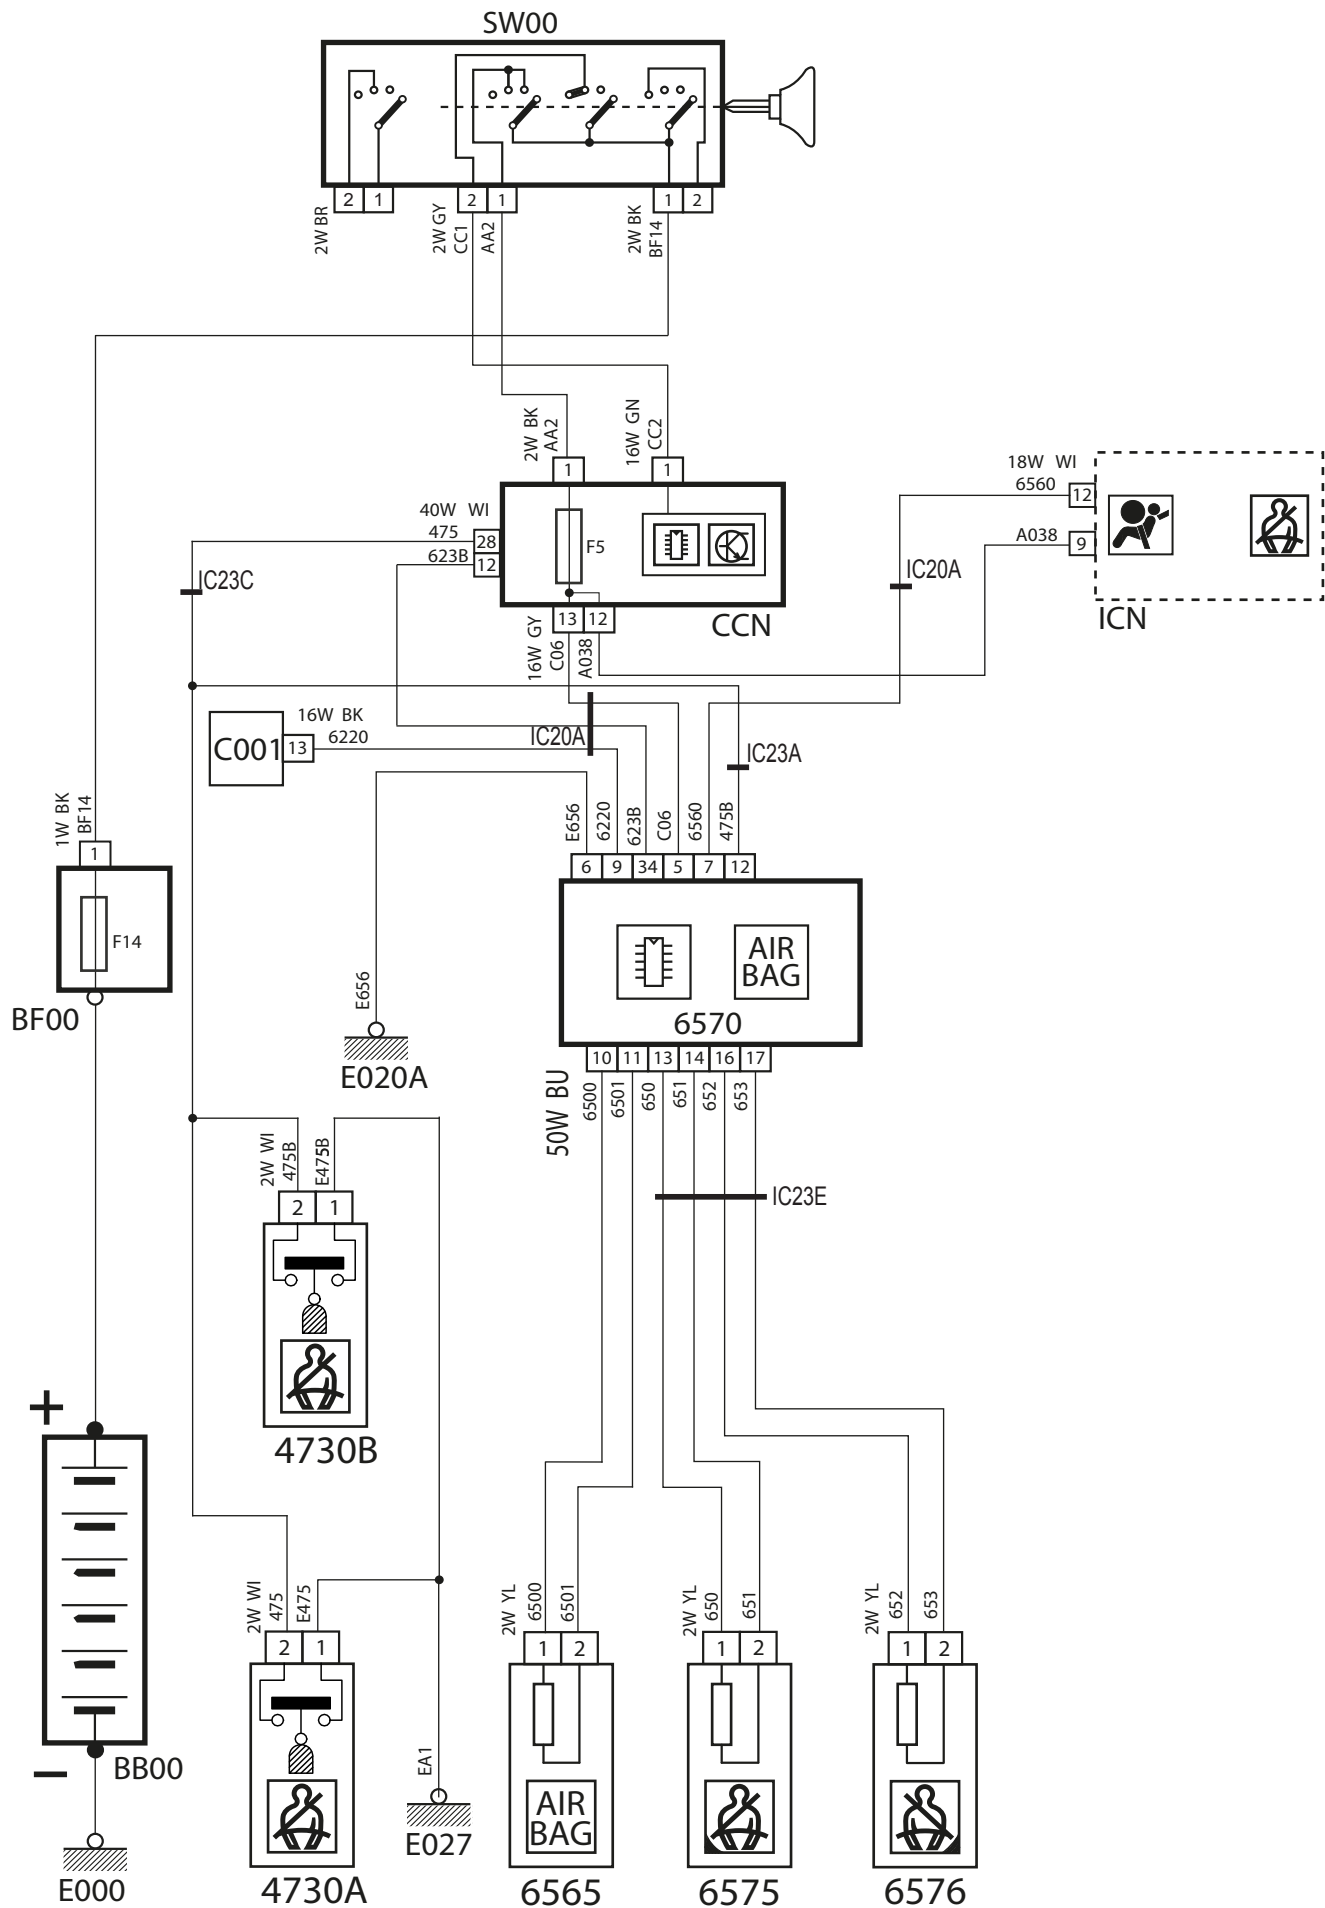 SW00
2 1
2 1
1 2
2W BR
2W GY
CC1
AA2
2W BK
BF14
2W BK
AA2
16W GN
CC2
1
1
18W WI
6560
12
A038
9
ICN
40W WI
475
28
623B
12
F5
CCN
13 12
16W GY
C06
A038
IC23C
IC20A
16W BK
6220
C001
13
IC20A
IC23A
1W BK
BF14
1
F14
BF00
E656
6220
623B
C06
6560
475B
6 9 34 5 7 12
AIR
BAG
6570
10 11 13 14 16 17
50W BU
6500
6501
650
651
652
653
E656
E020A
IC23E
2W WI
475B
E475B
2 1
4730B
+
BB00
−
E000
2W WI
475
E475
2 1
4730A
EA1
E027
2W YL
6500
6501
1 2
AIR
BAG
6565
2W YL
650
651
1 2
6575
2W YL
652
653
1 2
6576